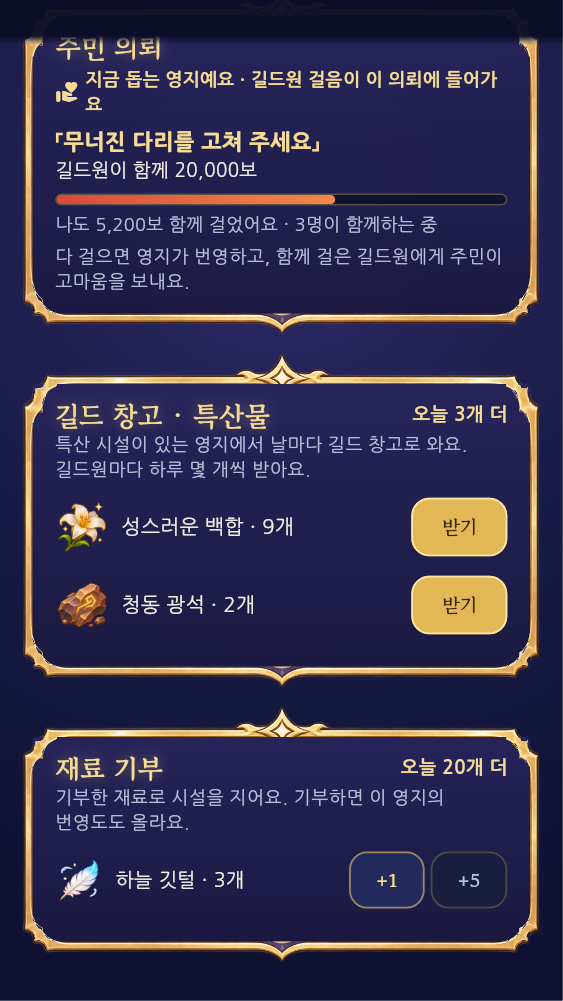 주민 의뢰
지금 돕는 영지예요 · 길드원 걸음이 이 의뢰에 들어가
요
「무너진 다리를 고쳐 주세요」
길드원이 함께 20,000보
나도 5,200보 함께 걸었어요 · 3명이 함께하는 중
다 걸으면 영지가 번영하고, 함께 걸은 길드원에게 주민이
고마움을 보내요.
길드 창고 · 특산물
오늘 3개 더
특산 시설이 있는 영지에서 날마다 길드 창고로 와요.
길드원마다 하루 몇 개씩 받아요.
성스러운 백합 · 9개
받기
청동 광석 · 2개
받기
재료 기부
오늘 20개 더
기부한 재료로 시설을 지어요. 기부하면 이 영지의
번영도도 올라요.
하늘 깃털 · 3개
+1
+5